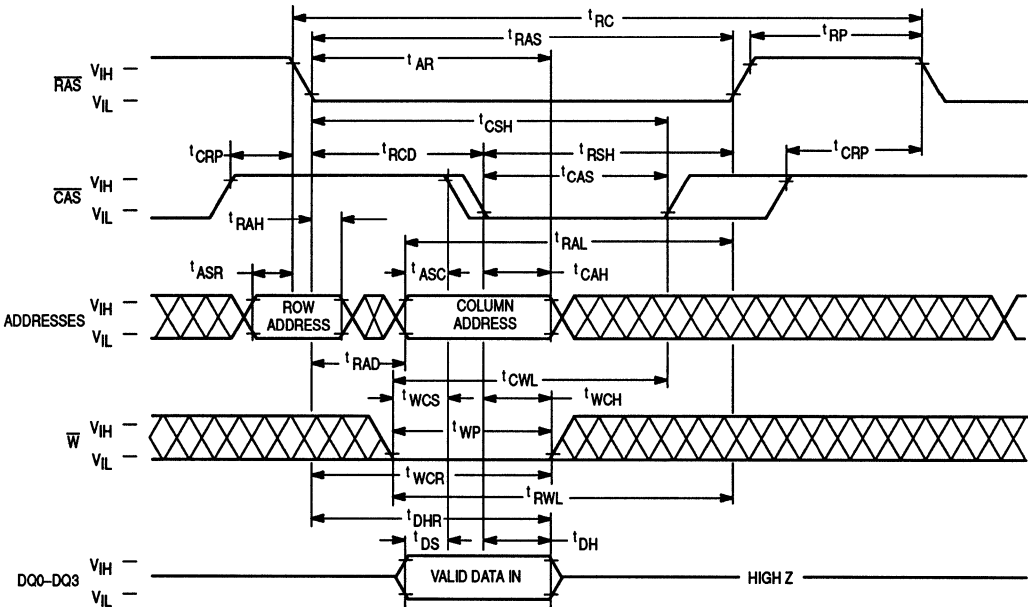 tRC
tRAS
tRP
tAR
RAS
VIH
VIL
tCSH
tCRP
tRCD
tRSH
tCRP
CAS
VIH
VIL
tCAS
tRAH
tRAL
tASR
tASC
tCAH
ADDRESSES
VIH
VIL
ROW ADDRESS
COLUMN ADDRESS
tRAD
tCWL
tWCS
tWCH
W
VIH
VIL
tWP
tWCR
tRWL
tDHR
tDS
tDH
DQ0–DQ3
VIH
VIL
VALID DATA IN
HIGH Z